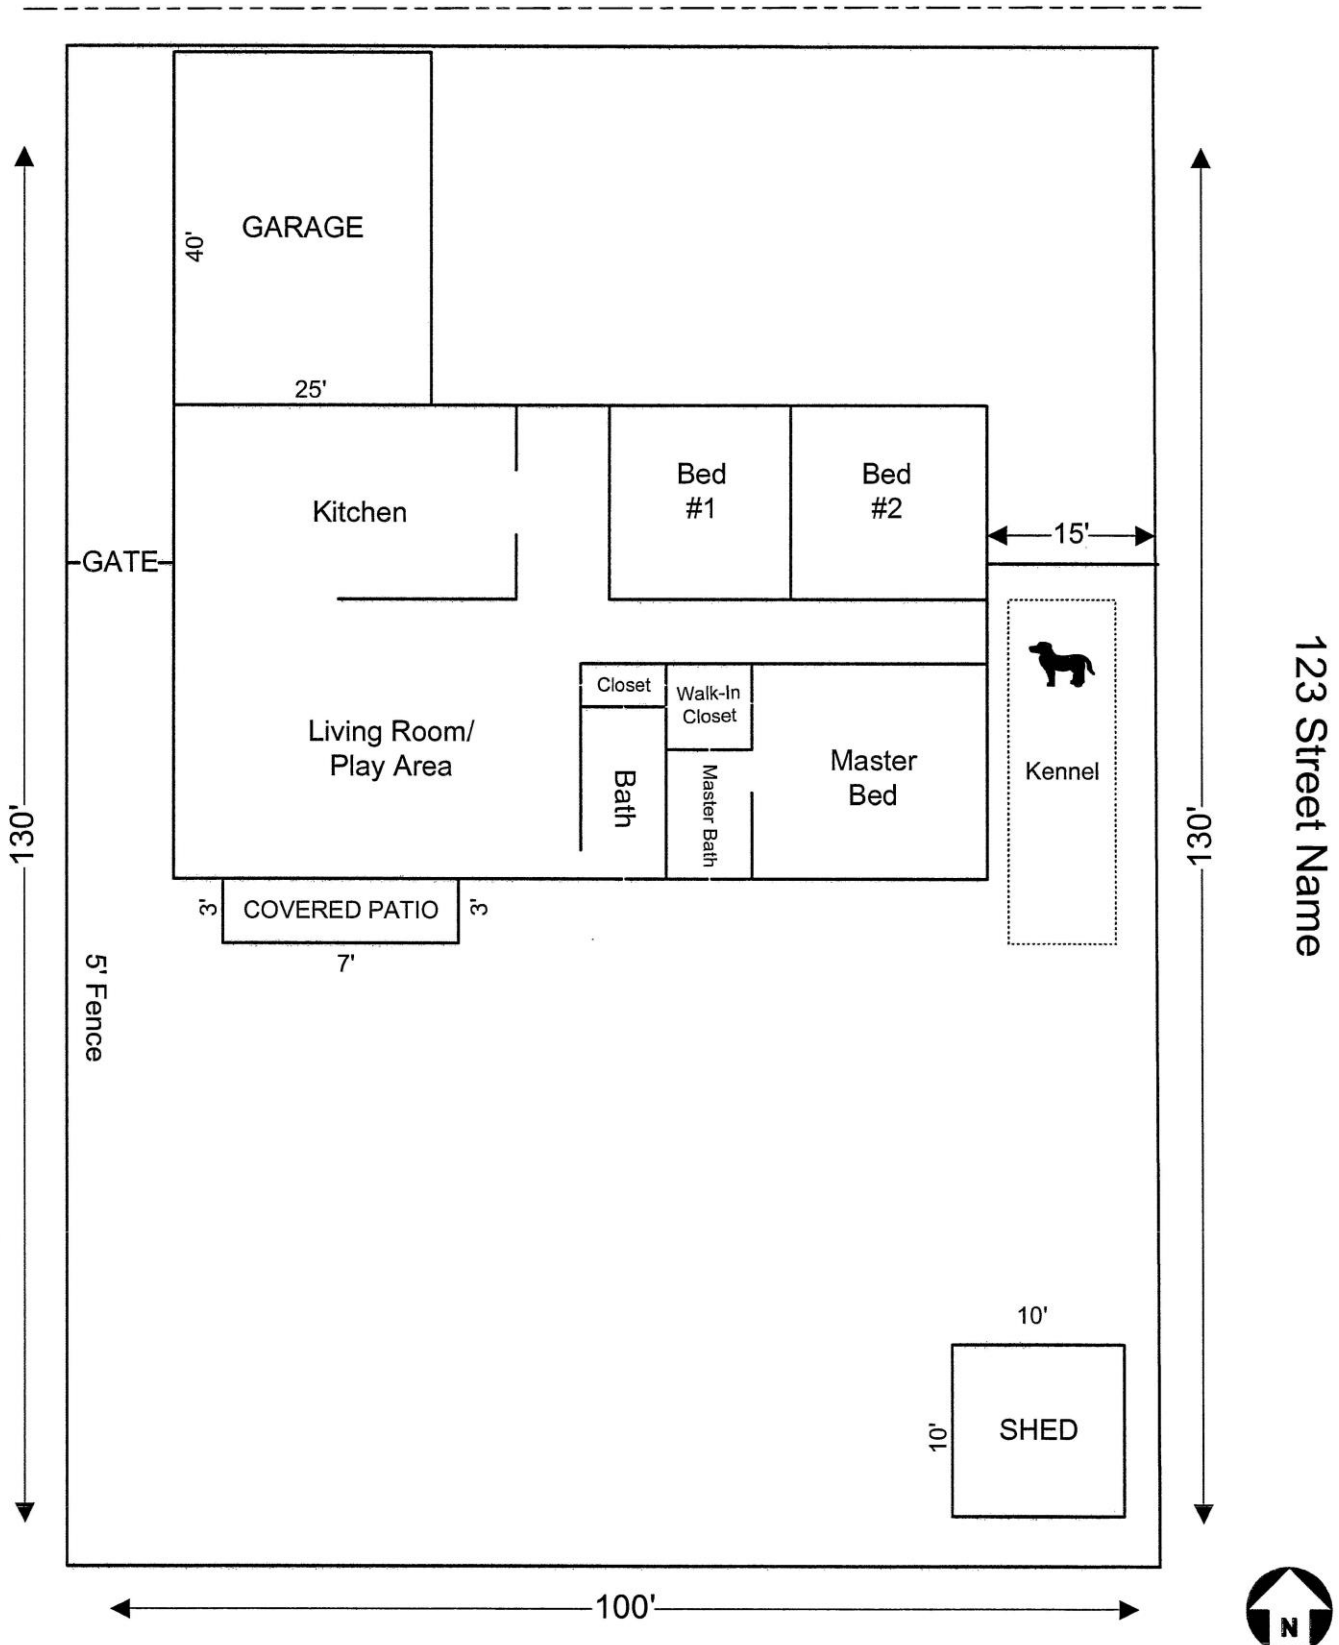 GARAGE
40'
25'
Kitchen
Bed
#1
Bed
#2
15'
GATE
Closet
Walk-In
Closet
Living Room/
Play Area
Bath
Master Bath
Master
Bed
Kennel
130'
130'
123 Street Name
3'
COVERED PATIO
3'
7'
5' Fence
10'
10'
SHED
100'
N